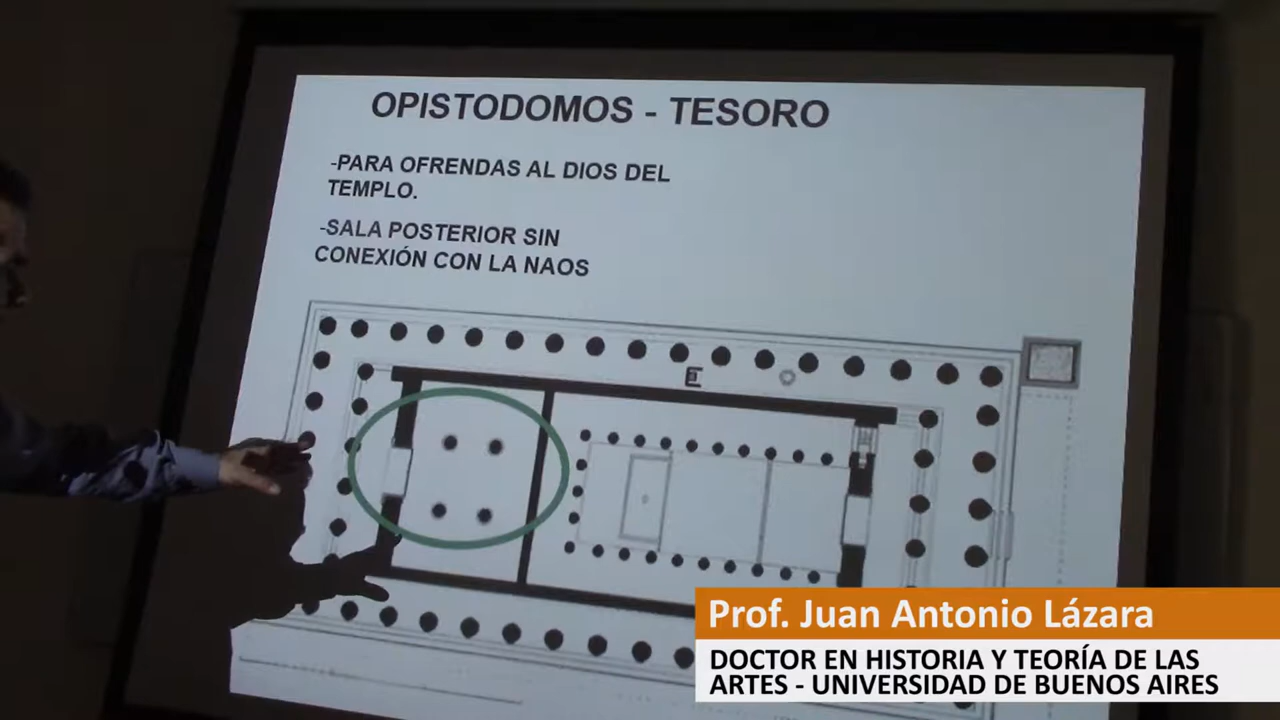 OPISTODOMOS - TESORO
-PARA OFRENDAS AL DIOS DEL
TEMPLO.
-SALA POSTERIOR SIN
CONEXIÓN CON LA NAOS
E
Prof. Juan Antonio Lázara
DOCTOR EN HISTORIA Y TEORÍA DE LAS
ARTES - UNIVERSIDAD DE BUENOS AIRES